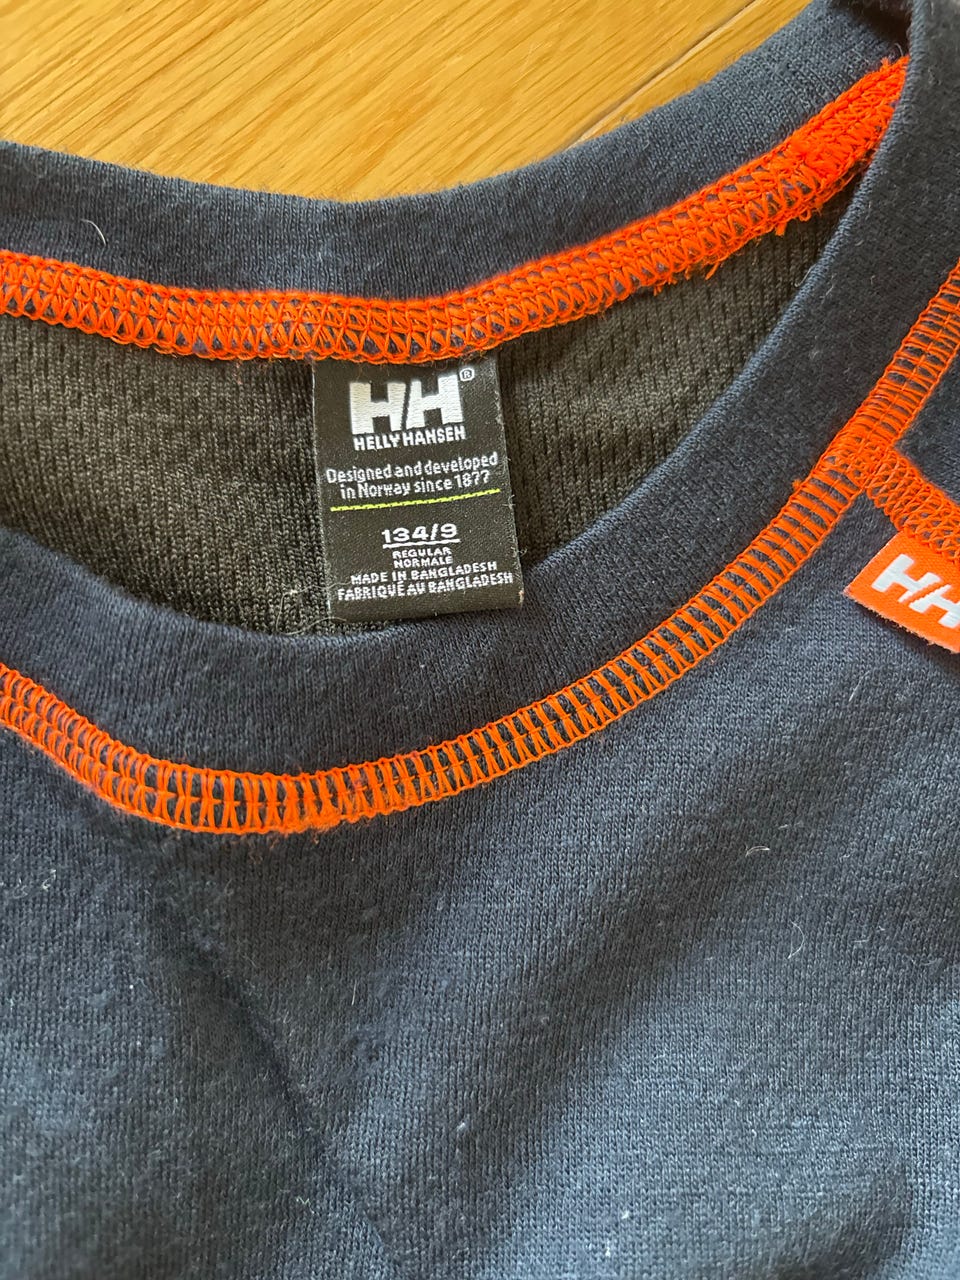 HH®
HELLY HANSEN
Designed and developed
in Norway since 1877
134/9
REGULAR
NORMALE
MADE IN BANGLADESH
FABRIQUÉ AU BANGLADESH
HH